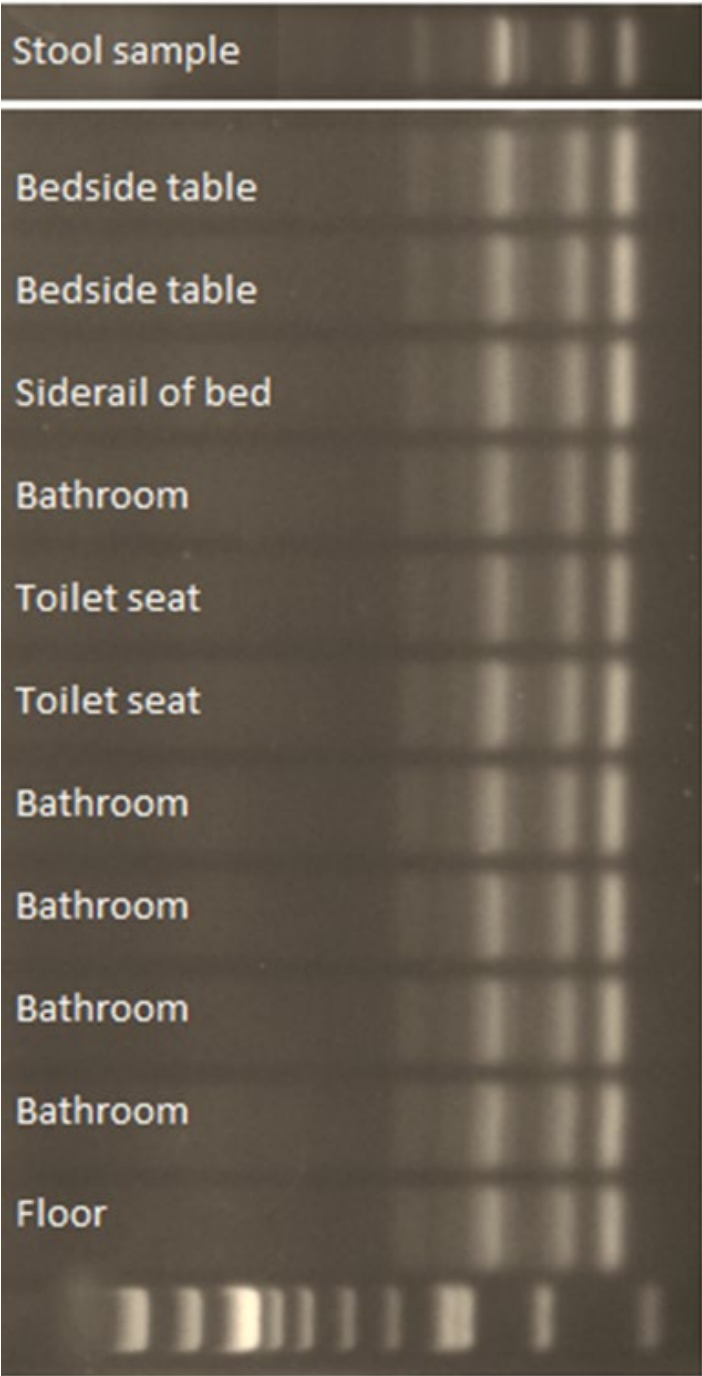 Stool sample
Bedside table
Bedside table
Siderail of bed
Bathroom
Toilet seat
Toilet seat
Bathroom
Bathroom
Bathroom
Bathroom
Floor